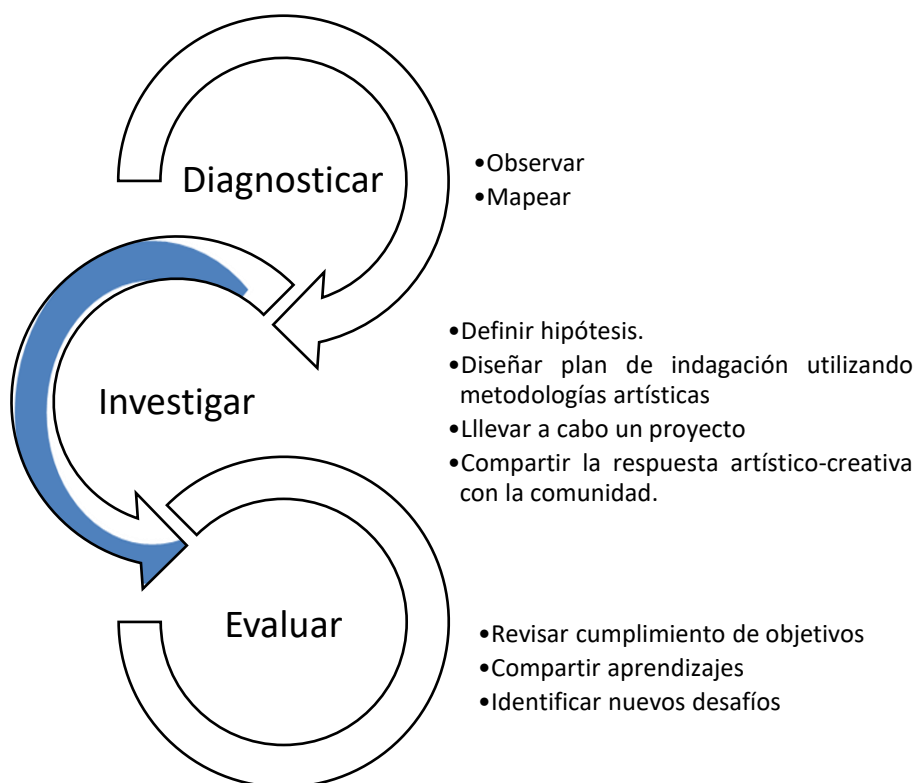 Diagnosticar
•Observar
•Mapear
Investigar
•Definir hipótesis.
•Diseñar plan de indagación utilizando
metodologías artísticas
•Lllevar a cabo un proyecto
•Compartir la respuesta artístico-creativa
con la comunidad.
Evaluar
•Revisar cumplimiento de objetivos
•Compartir aprendizajes
•Identificar nuevos desafíos